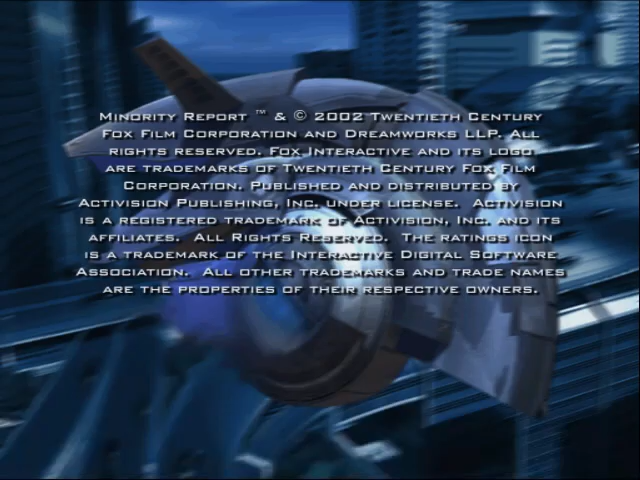 Minority Report ™ & © 2002 Twentieth Century
Fox Film Corporation and Dreamworks LLP. All
rights reserved. Fox Interactive and its logo
are trademarks of Twentieth Century Fox Film
Corporation. Published and distributed by
Activision Publishing, Inc. under license. Activision
is a registered trademark of Activision, Inc. and its
affiliates. All Rights Reserved. The ratings icon
is a trademark of the Interactive Digital Software
Association. All other trademarks and trade names
are the properties of their respective owners.